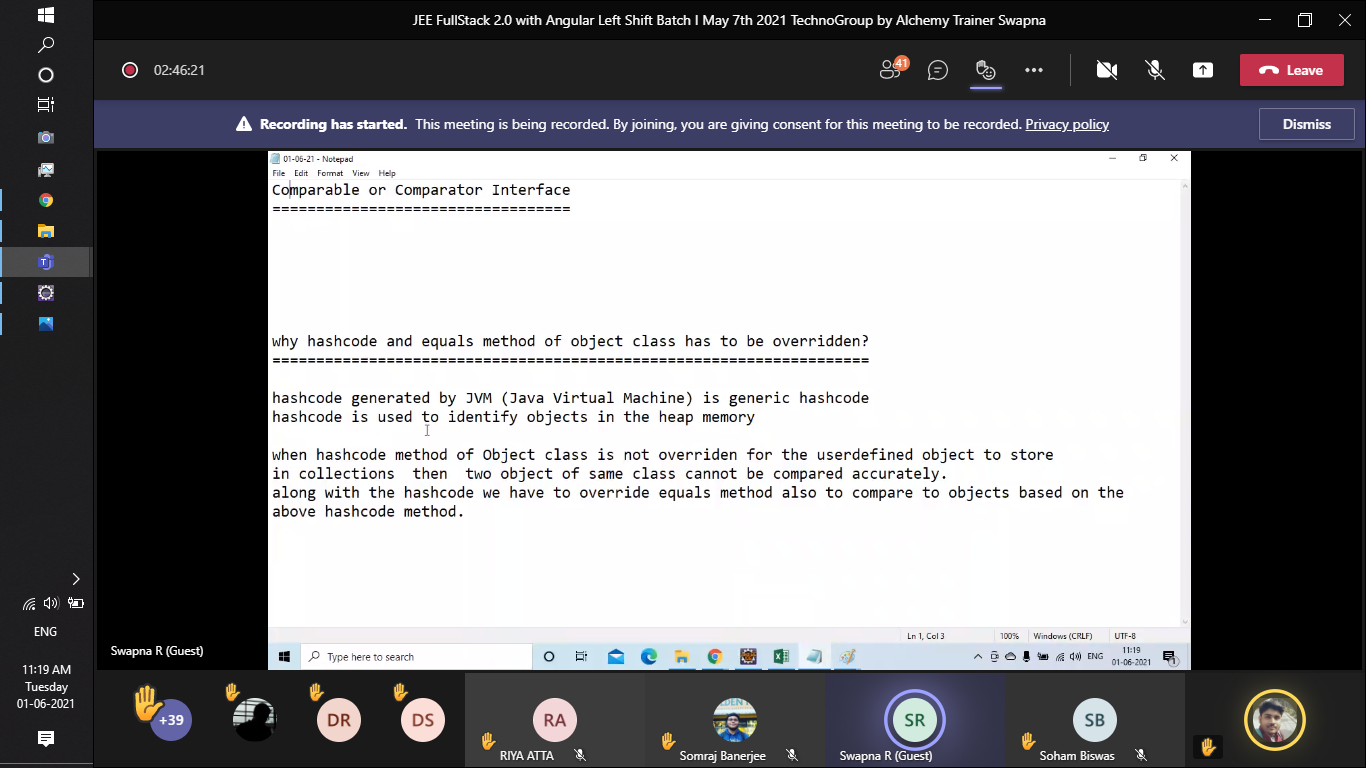 JEE FullStack 2.0 with Angular Left Shift Batch I May 7th 2021 TechnoGroup by Alchemy Trainer Swapna
02:46:21
41
Leave
Recording has started. This meeting is being recorded. By joining, you are giving consent for this meeting to be recorded. Privacy policy
Dismiss
01-06-21 - Notepad
File Edit Format View Help
Comparable or Comparator Interface
==================================
why hashcode and equals method of object class has to be overridden?
====================================================================
hashcode generated by JVM (Java Virtual Machine) is generic hashcode
hashcode is used to identify objects in the heap memory
when hashcode method of Object class is not overriden for the userdefined object to store
in collections then two object of same class cannot be compared accurately.
along with the hashcode we have to override equals method also to compare to objects based on the
above hashcode method.
Ln 1, Col 3 100% Windows (CRLF) UTF-8
Type here to search
ENG
11:19
01-06-2021
1
Swapna R (Guest)
ENG
11:19 AM
Tuesday
01-06-2021
T
+39
DR
DS
RA
RIYA ATTA
Somraj Banerjee
SR
Swapna R (Guest)
SB
Soham Biswas